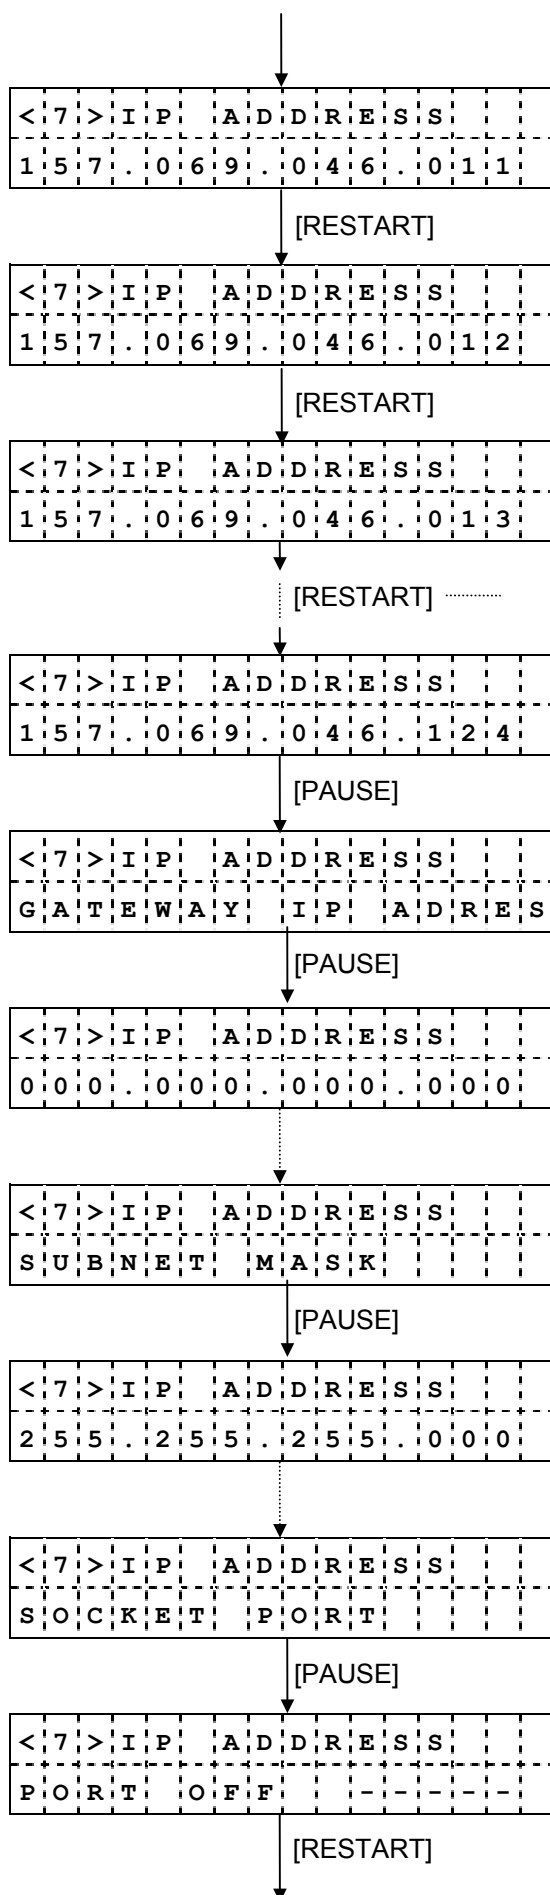 <7>IP ADDRESS
157.069.046.011
[RESTART]
<7>IP ADDRESS
157.069.046.012
[RESTART]
<7>IP ADDRESS
157.069.046.013
[RESTART]
<7>IP ADDRESS
157.069.046.124
[PAUSE]
<7>IP ADDRESS
GATEWAY IP ADRES
[PAUSE]
<7>IP ADDRESS
000.000.000.000
<7>IP ADDRESS
SUBNET MASK
[PAUSE]
<7>IP ADDRESS
255.255.255.000
<7>IP ADDRESS
SOCKET PORT
[PAUSE]
<7>IP ADDRESS
PORT OFF  -----
[RESTART]